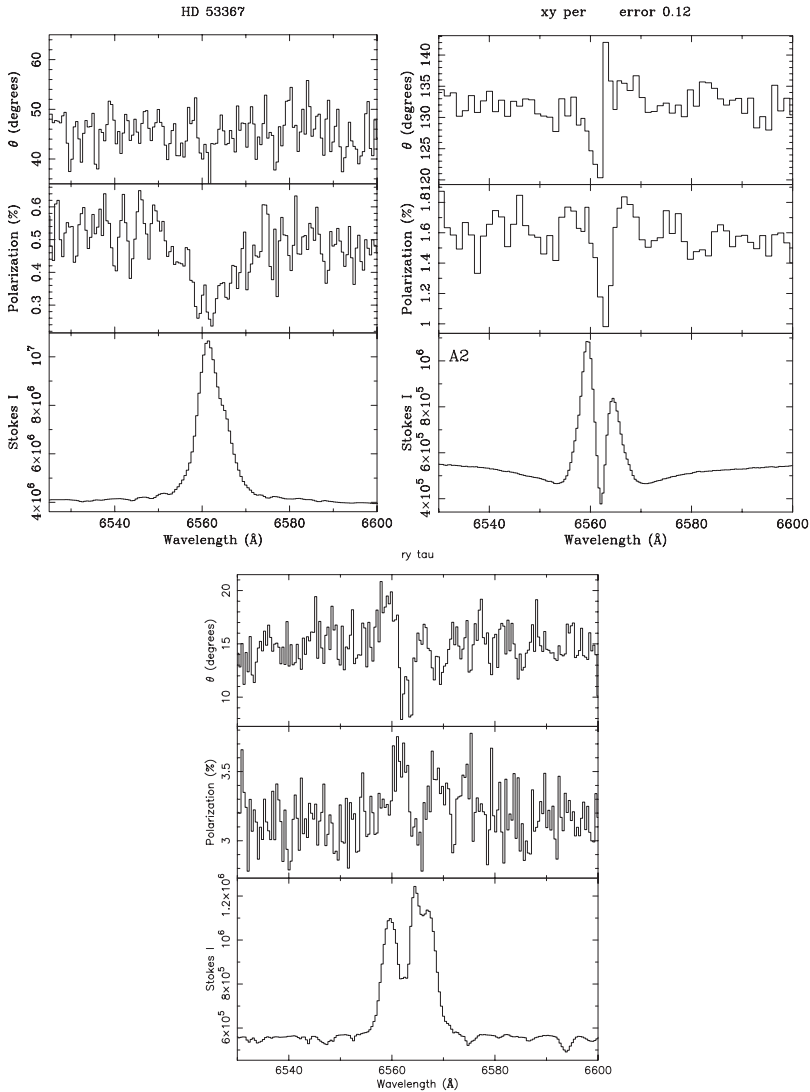 HD 53367
60
50
40
θ (degrees)
0.6
0.5
0.4
0.3
Polarization (%)
10⁷
8×10⁶
6×10⁶
4×10⁶
Stokes I
6540 6560 6580 6600
Wavelength (Å)
xy per error 0.12
140
135
130
125
120
θ (degrees)
1.8
1.6
1.4
1.2
1
Polarization (%)
A2
10⁶
8×10⁵
6×10⁵
4×10⁵
Stokes I
6540 6560 6580 6600
Wavelength (Å)
ry tau
20
15
10
θ (degrees)
3.5
3
Polarization (%)
1.2×10⁶
10⁶
8×10⁵
6×10⁵
Stokes I
6540 6560 6580 6600
Wavelength (Å)